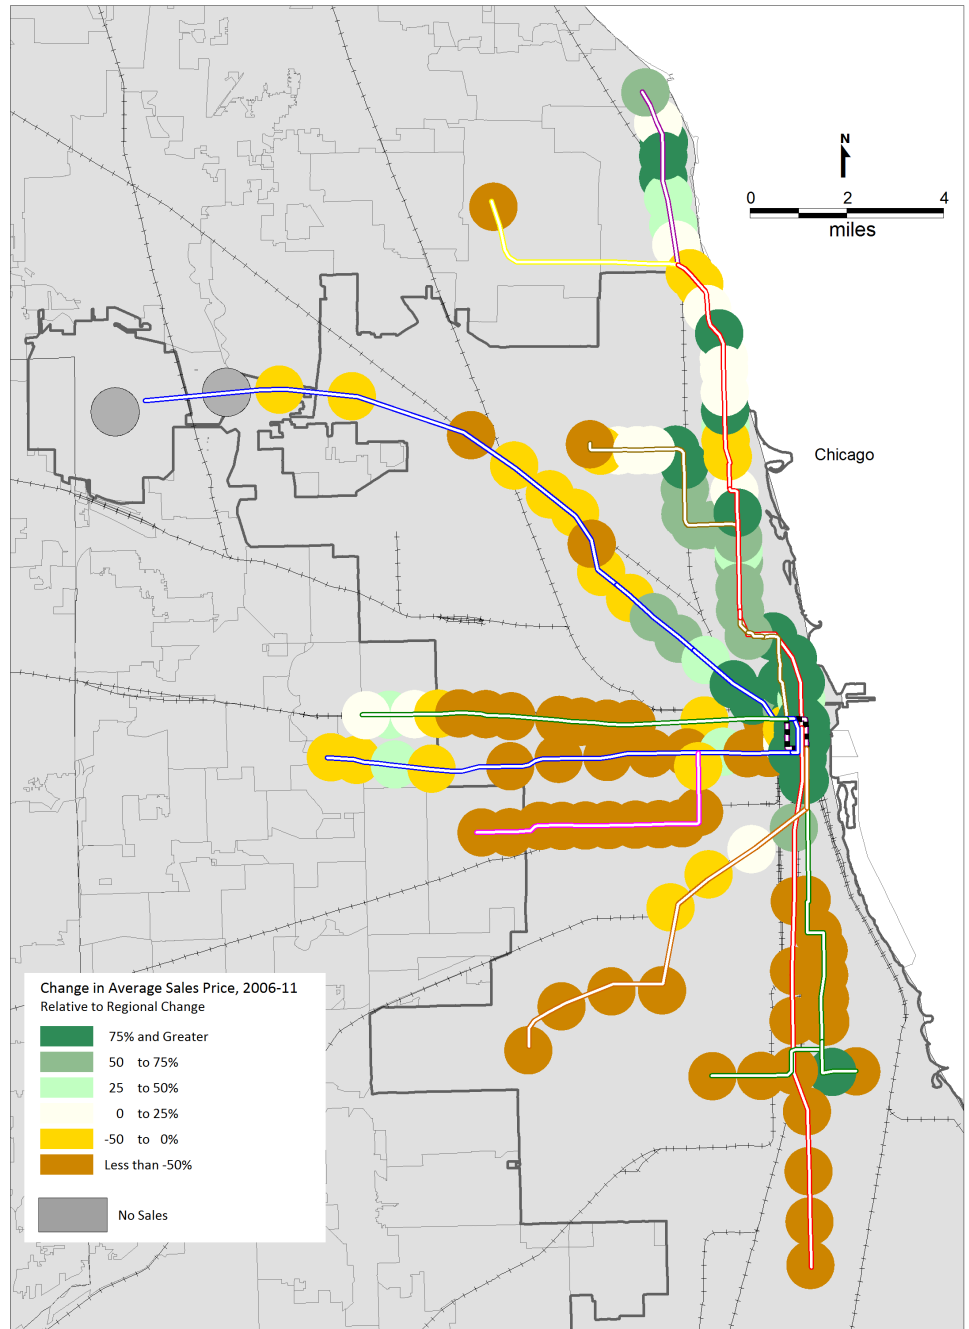 N
0 2 4
miles
Chicago
Change in Average Sales Price, 2006-11
Relative to Regional Change
75% and Greater
50 to 75%
25 to 50%
0 to 25%
-50 to 0%
Less than -50%
No Sales